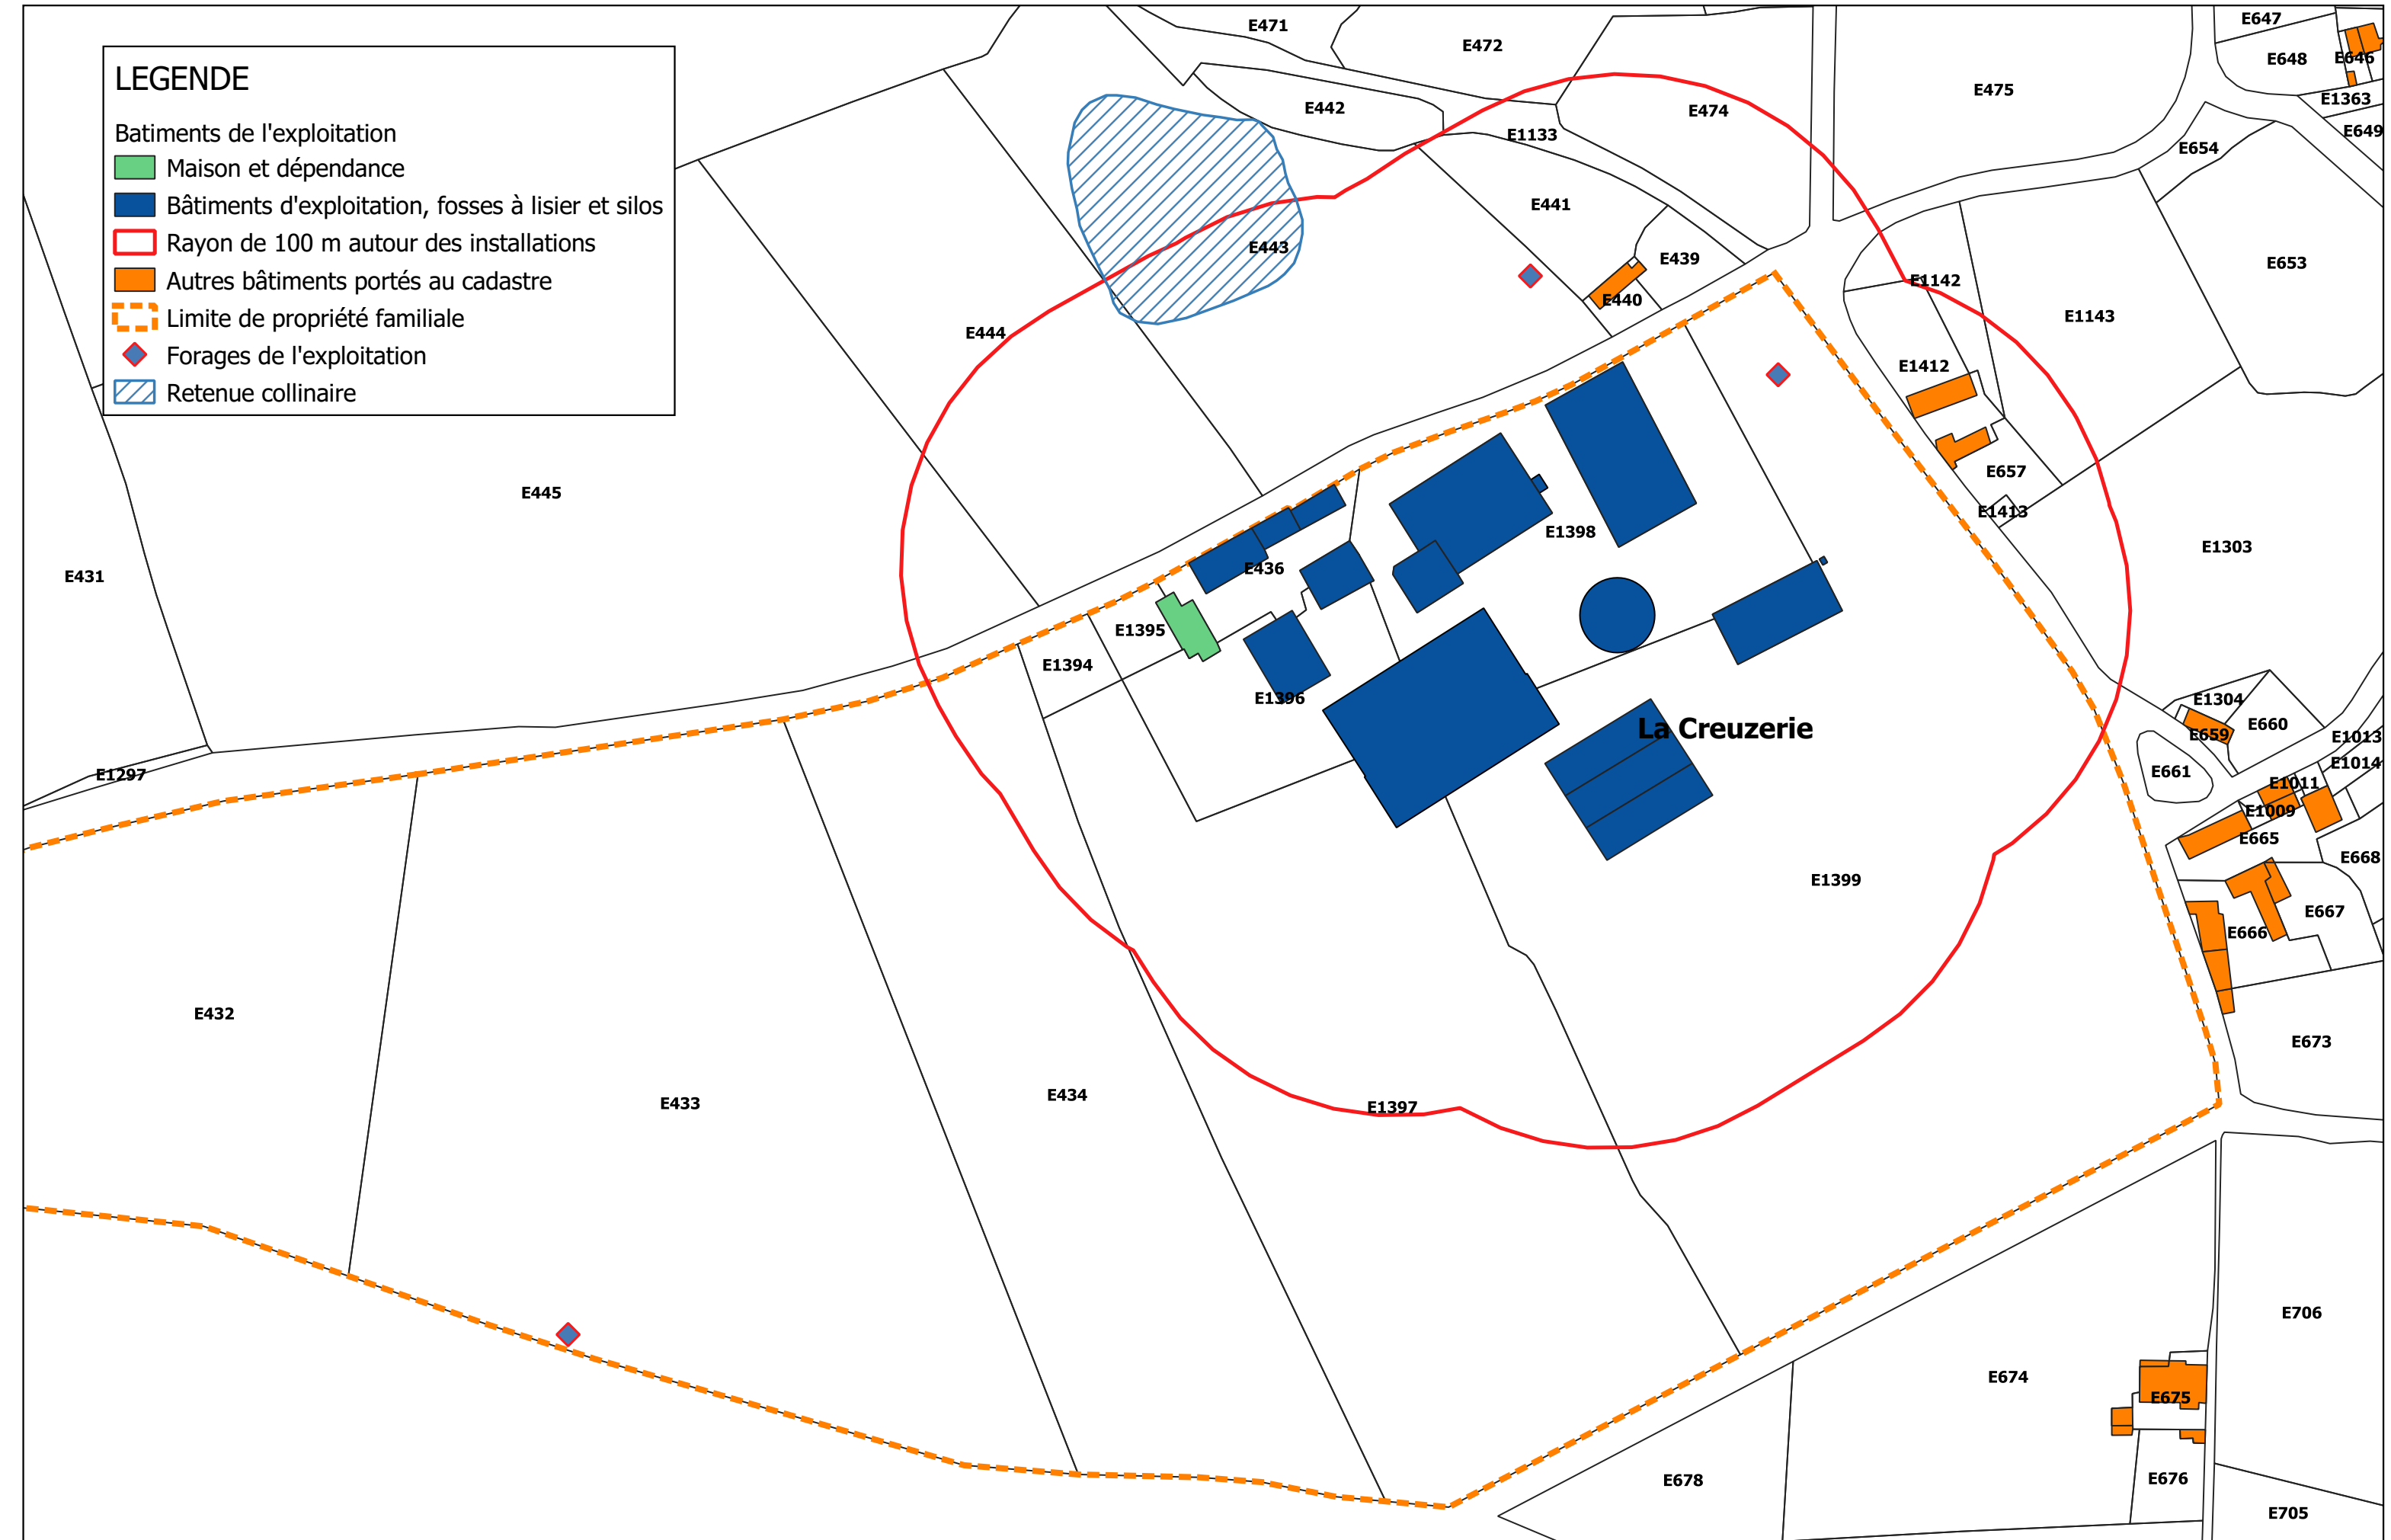 LEGENDE
Batiments de l'exploitation
Maison et dépendance
Bâtiments d'exploitation, fosses à lisier et silos
Rayon de 100 m autour des installations
Autres bâtiments portés au cadastre
Limite de propriété familiale
Forages de l'exploitation
Retenue collinaire
E471
E472
E647
E648
E646
E1363
E649
E475
E474
E442
E1133
E654
E441
E443
E439
E440
E653
E1142
E1143
E444
E1412
E657
E1413
E445
E1398
E1303
E436
E431
E1395
E1394
E1396
La Creuzerie
E1304
E660
E659
E1013
E1014
E661
E1011
E1009
E665
E668
E1297
E1399
E667
E666
E432
E673
E433
E434
E1397
E706
E674
E675
E676
E678
E705